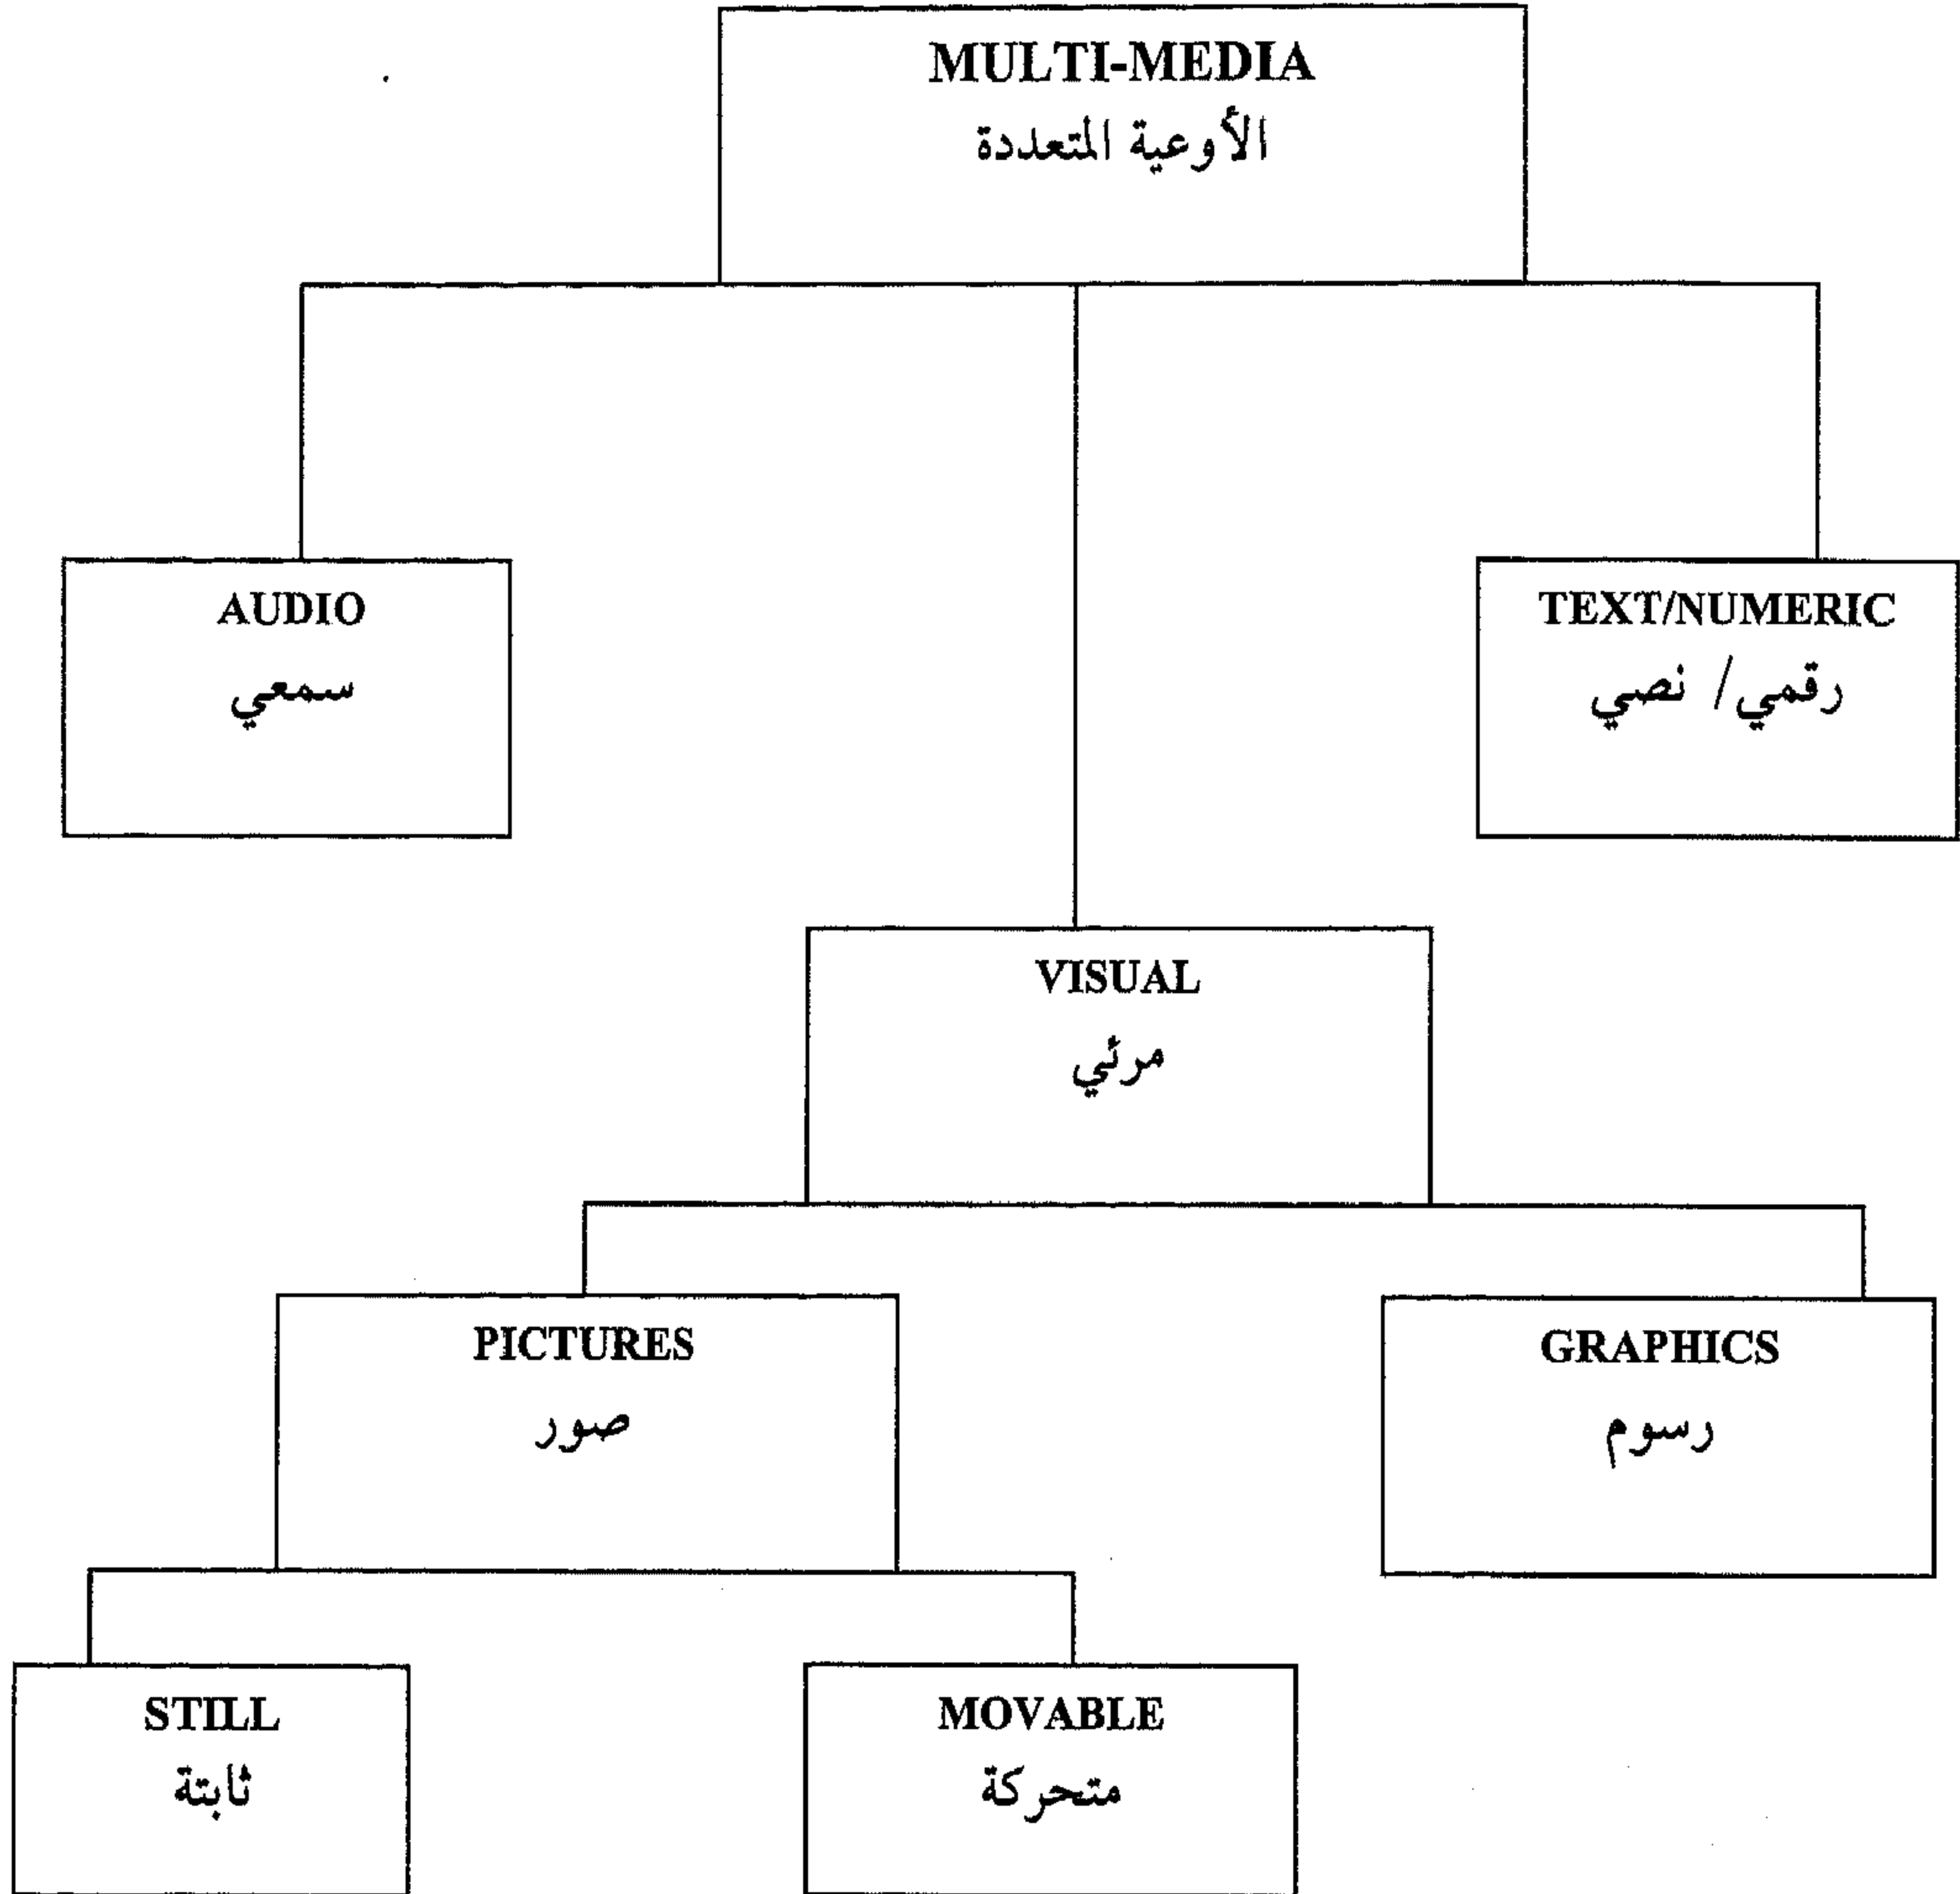 MULTI-MEDIA
الأوعية المتعددة
AUDIO
سمعي
TEXT/NUMERIC
رقمي/ نصي
VISUAL
مرئي
PICTURES
صور
GRAPHICS
رسوم
STILL
ثابتة
MOVABLE
متحركة